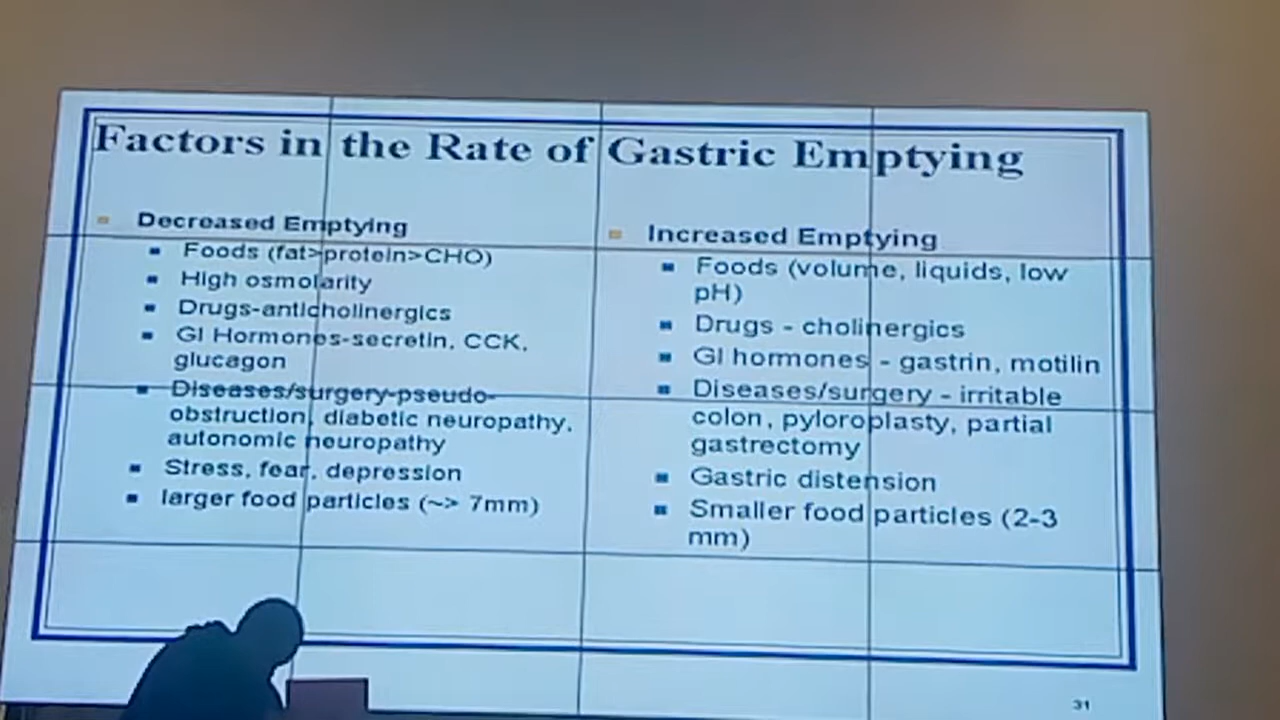 Factors in the Rate of Gastric Emptying
Decreased Emptying
Foods (fat>protein>CHO)
High osmolarity
Drugs-anticholinergics
GI Hormones-secretin, CCK,
glucagon
Diseases/surgery-pseudo-
obstruction, diabetic neuropathy,
autonomic neuropathy
Stress, fear, depression
larger food particles (~> 7mm)
Increased Emptying
Foods (volume, liquids, low
pH)
Drugs - cholinergics
GI hormones - gastrin, motilin
Diseases/surgery - irritable
colon, pyloroplasty, partial
gastrectomy
Gastric distension
Smaller food particles (2-3
mm)
31